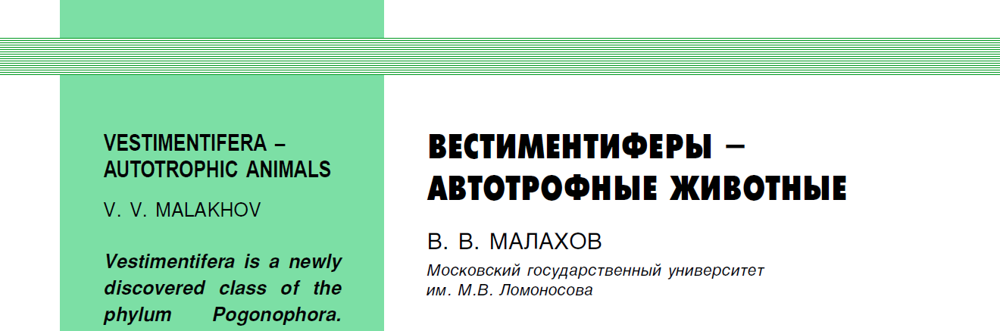 VESTIMENTIFERA –
AUTOTROPHIC ANIMALS
V. V. MALAKHOV
Vestimentifera is a newly
discovered class of the
phylum Pogonophora.
ВЕСТИМЕНТИФЕРЫ –
АВТОТРОФНЫЕ ЖИВОТНЫЕ
В. В. МАЛАХОВ
Московский государственный университет
им. М.В. Ломоносова